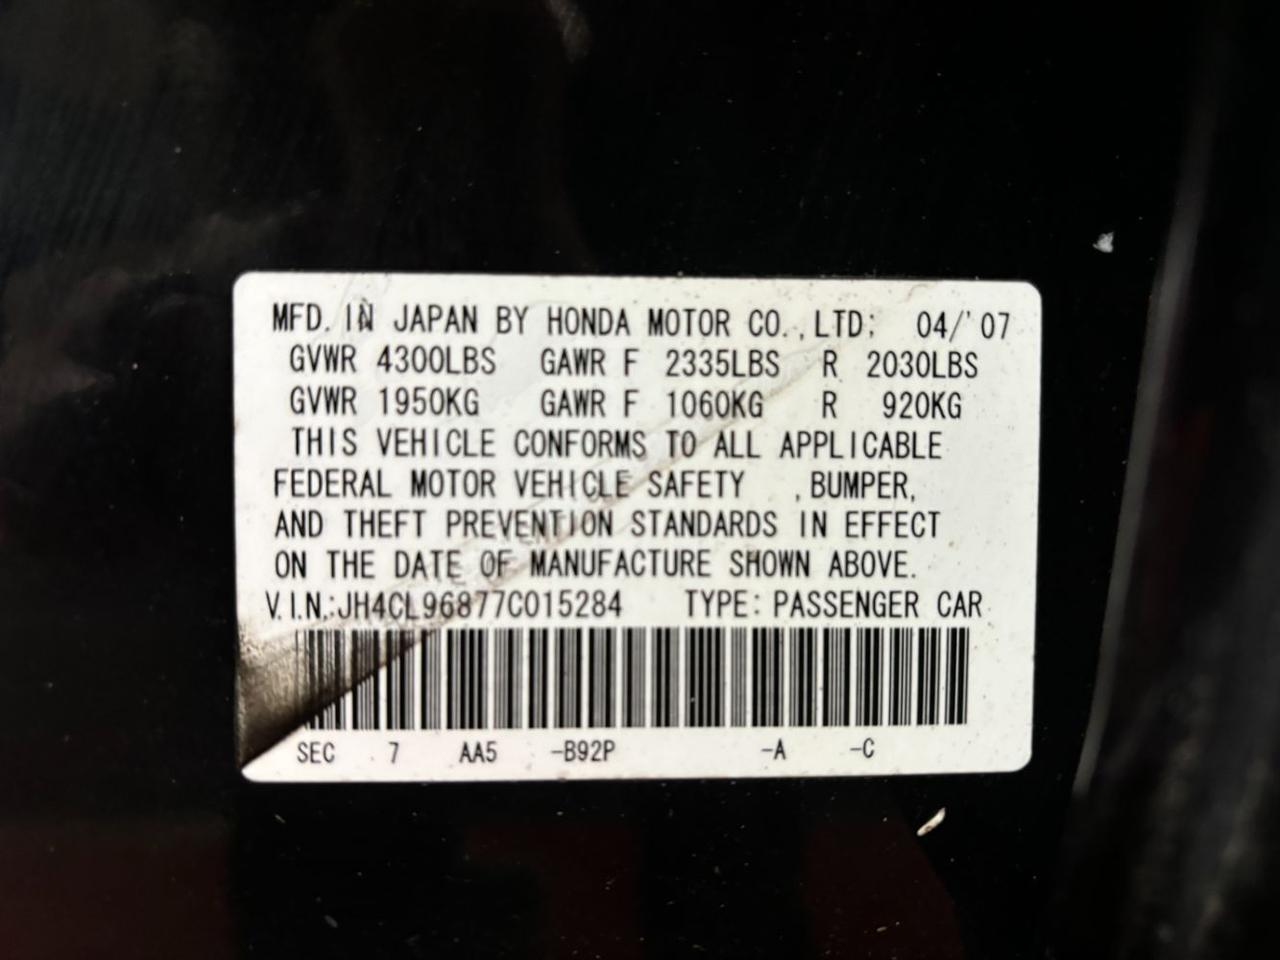 MFD. IN JAPAN BY HONDA MOTOR CO.,LTD; 04/'07
GVWR 4300LBS GAWR F 2335LBS R 2030LBS
GVWR 1950KG GAWR F 1060KG R 920KG
THIS VEHICLE CONFORMS TO ALL APPLICABLE
FEDERAL MOTOR VEHICLE SAFETY ,BUMPER,
AND THEFT PREVENTION STANDARDS IN EFFECT
ON THE DATE OF MANUFACTURE SHOWN ABOVE.
V.I.N.:JH4CL96877C015284 TYPE: PASSENGER CAR
SEC 7 AA5 -B92P -A -C